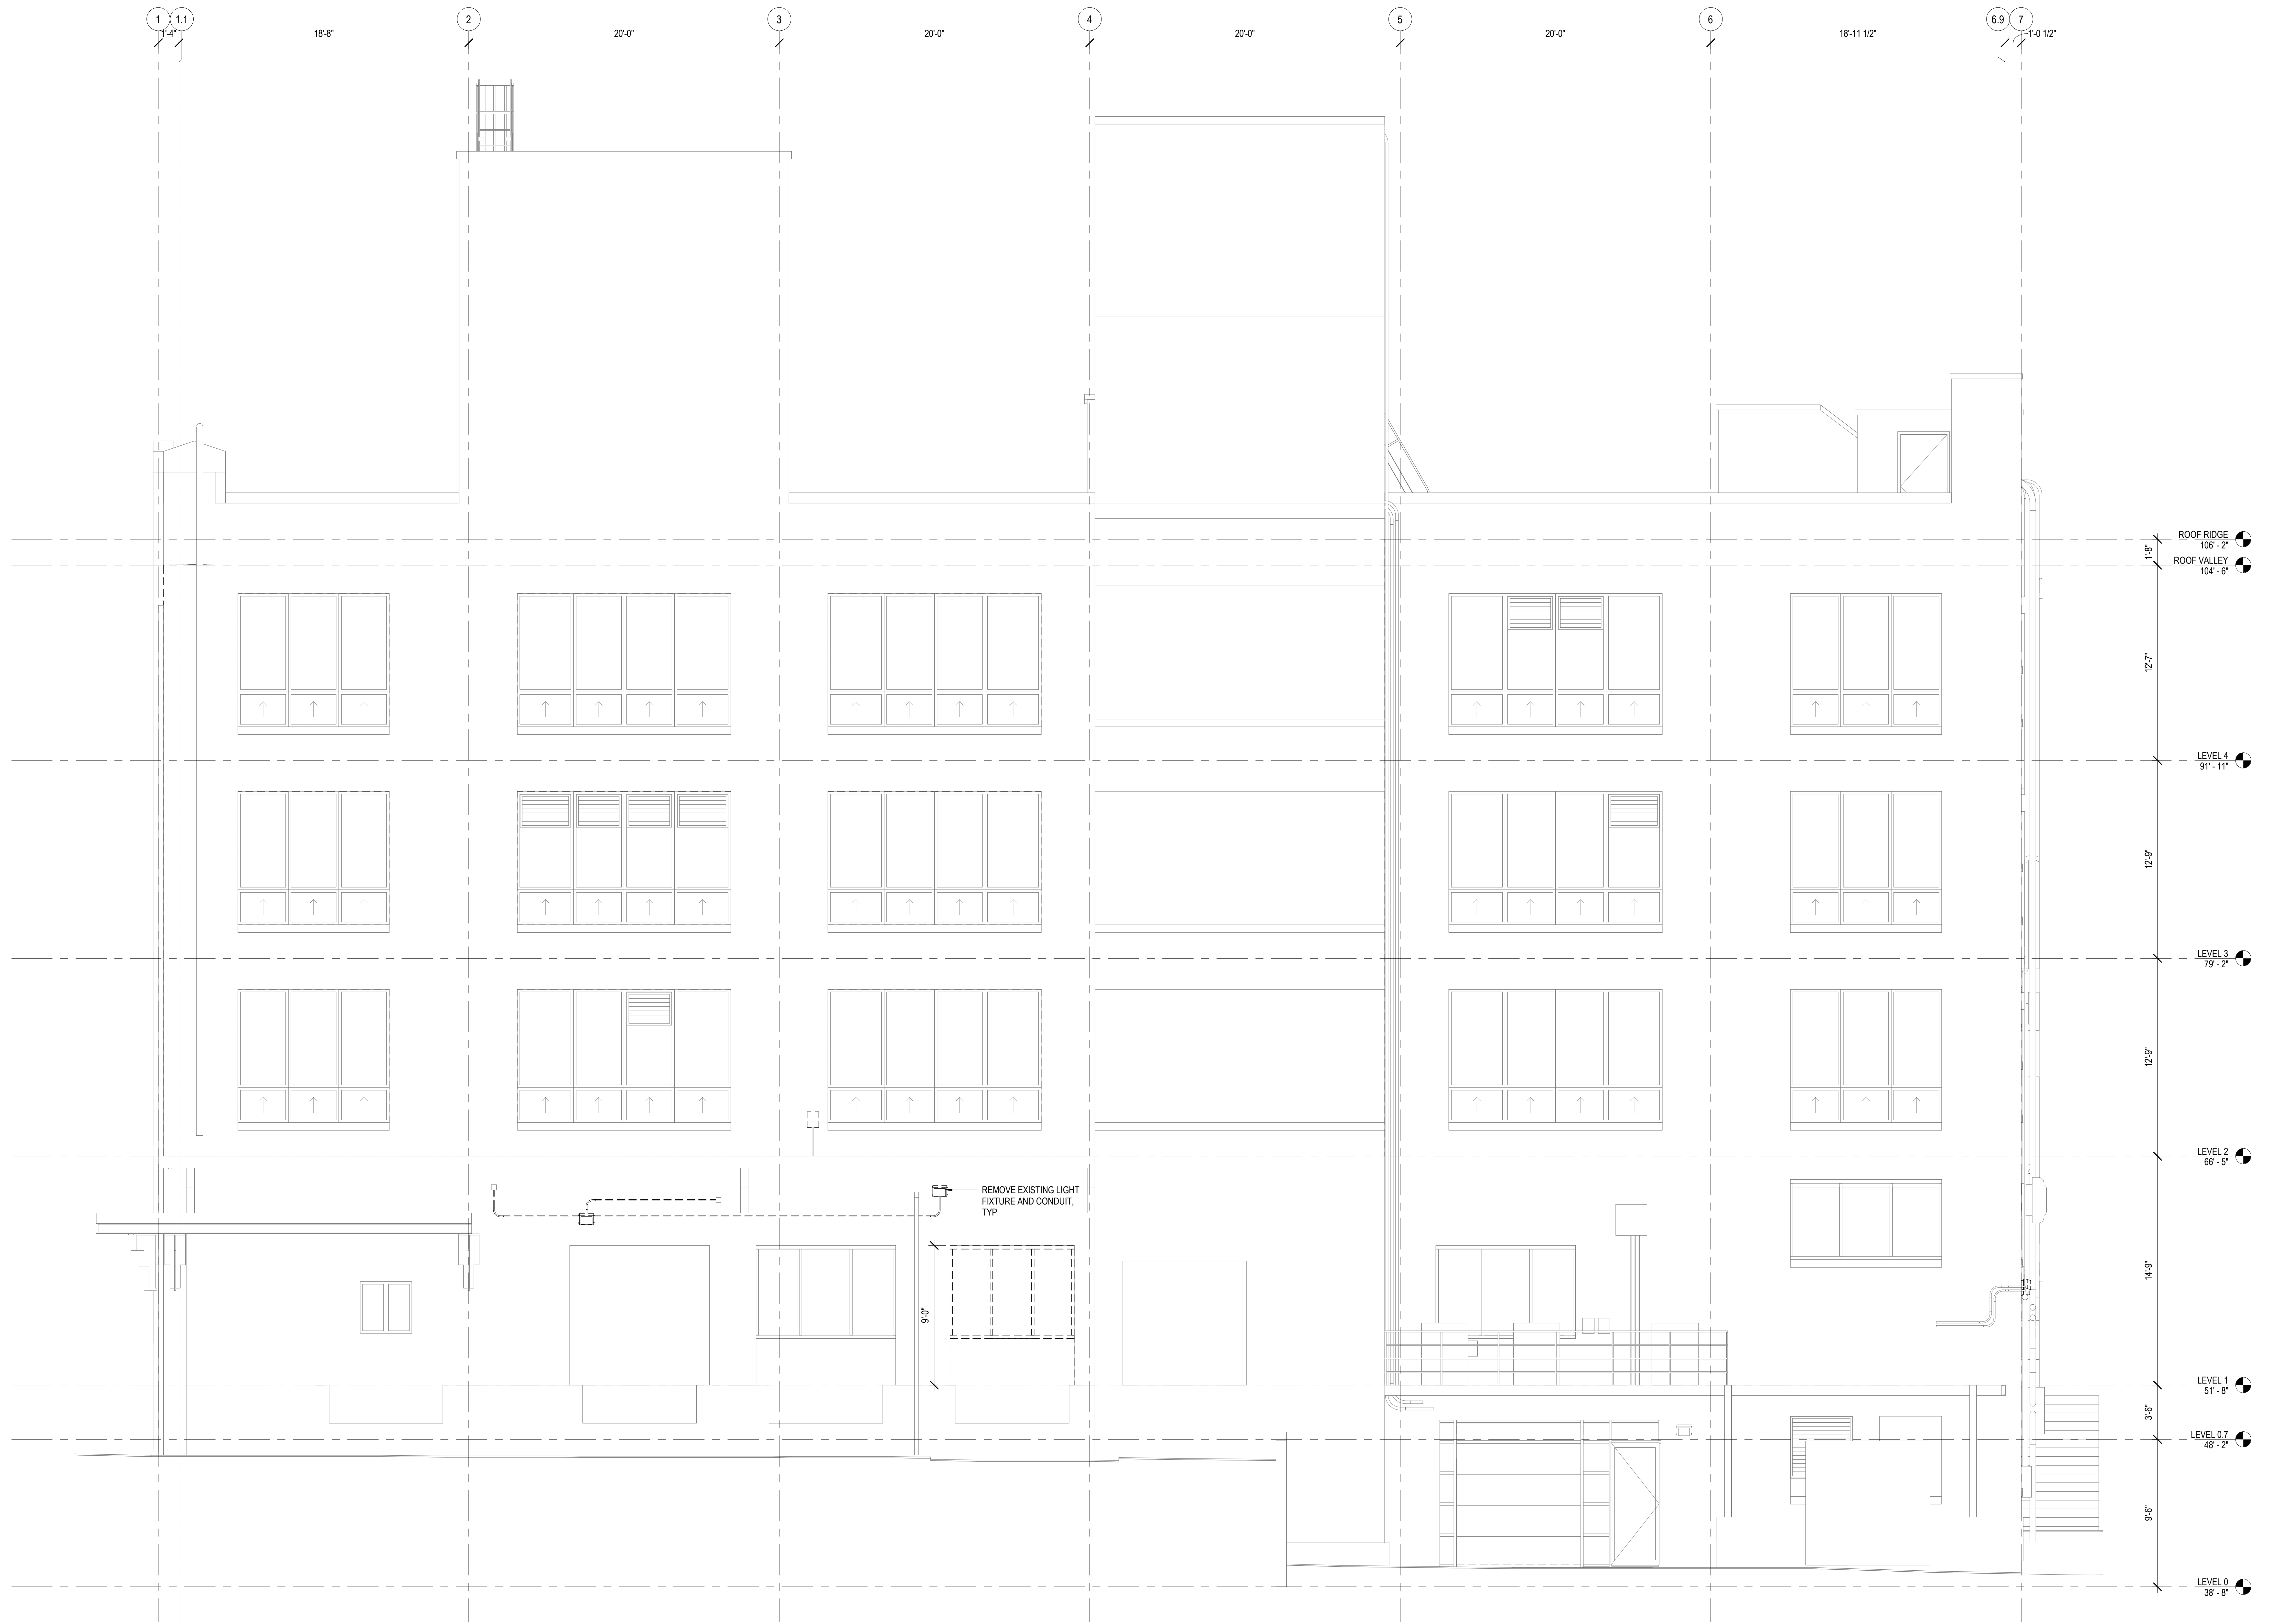 1
1.1
2
3
4
5
6
6.9
7
1'-4"
18'-8"
20'-0"
20'-0"
20'-0"
20'-0"
18'-11 1/2"
1'-0 1/2"
ROOF RIDGE
106' - 2"
1'-8"
ROOF VALLEY
104' - 6"
12'-7"
LEVEL 4
91' - 11"
12'-9"
LEVEL 3
79' - 2"
12'-9"
LEVEL 2
66' - 5"
REMOVE EXISTING LIGHT
FIXTURE AND CONDUIT,
TYP
14'-9"
9'-0"
LEVEL 1
51' - 8"
3'-6"
LEVEL 0.7
48' - 2"
9'-6"
LEVEL 0
38' - 8"